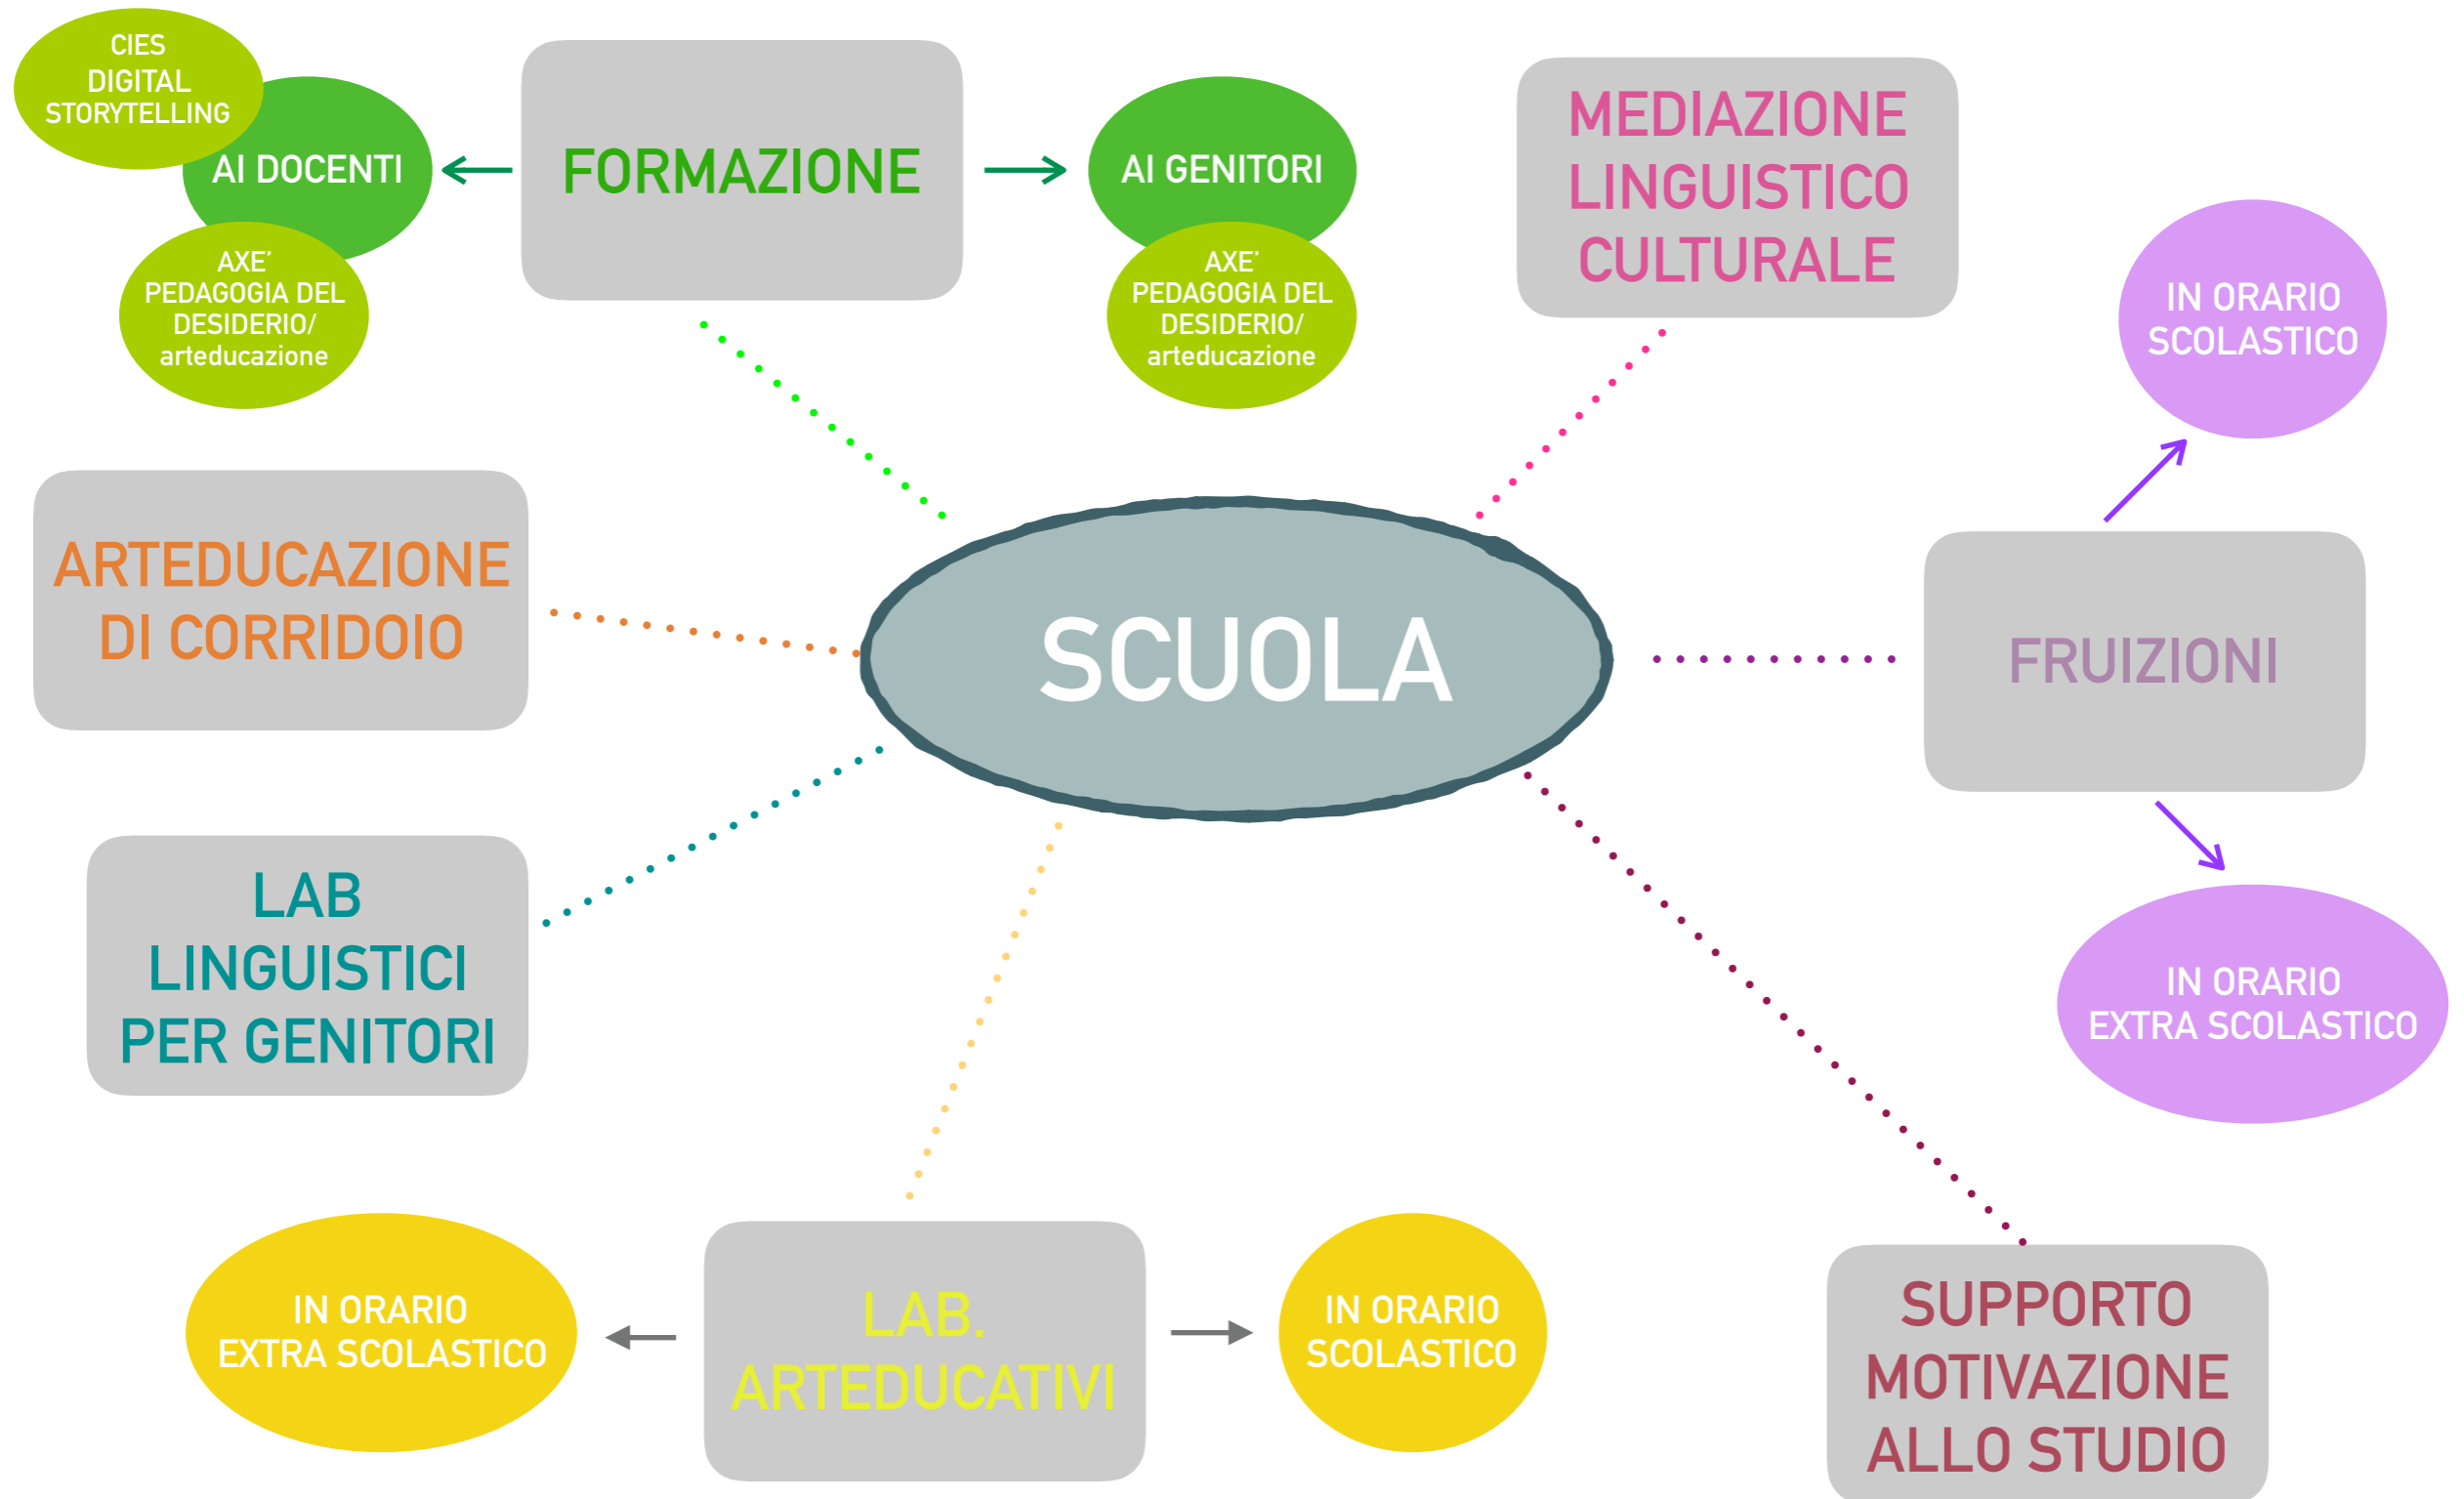 CIES
DIGITAL
STORYTELLING
AI DOCENTI
AXE'
PEDAGOGIA DEL
DESIDERIO/
arteducazione
FORMAZIONE
AI GENITORI
AXE'
PEDAGOGIA DEL
DESIDERIO/
arteducazione
MEDIAZIONE
LINGUISTICO
CULTURALE
IN ORARIO
SCOLASTICO
ARTEDUCAZIONE
DI CORRIDOIO
SCUOLA
FRUIZIONI
LAB
LINGUISTICI
PER GENITORI
IN ORARIO
EXTRA SCOLASTICO
IN ORARIO
EXTRA SCOLASTICO
LAB.
ARTEDUCATIVI
IN ORARIO
SCOLASTICO
SUPPORTO
MOTIVAZIONE
ALLO STUDIO